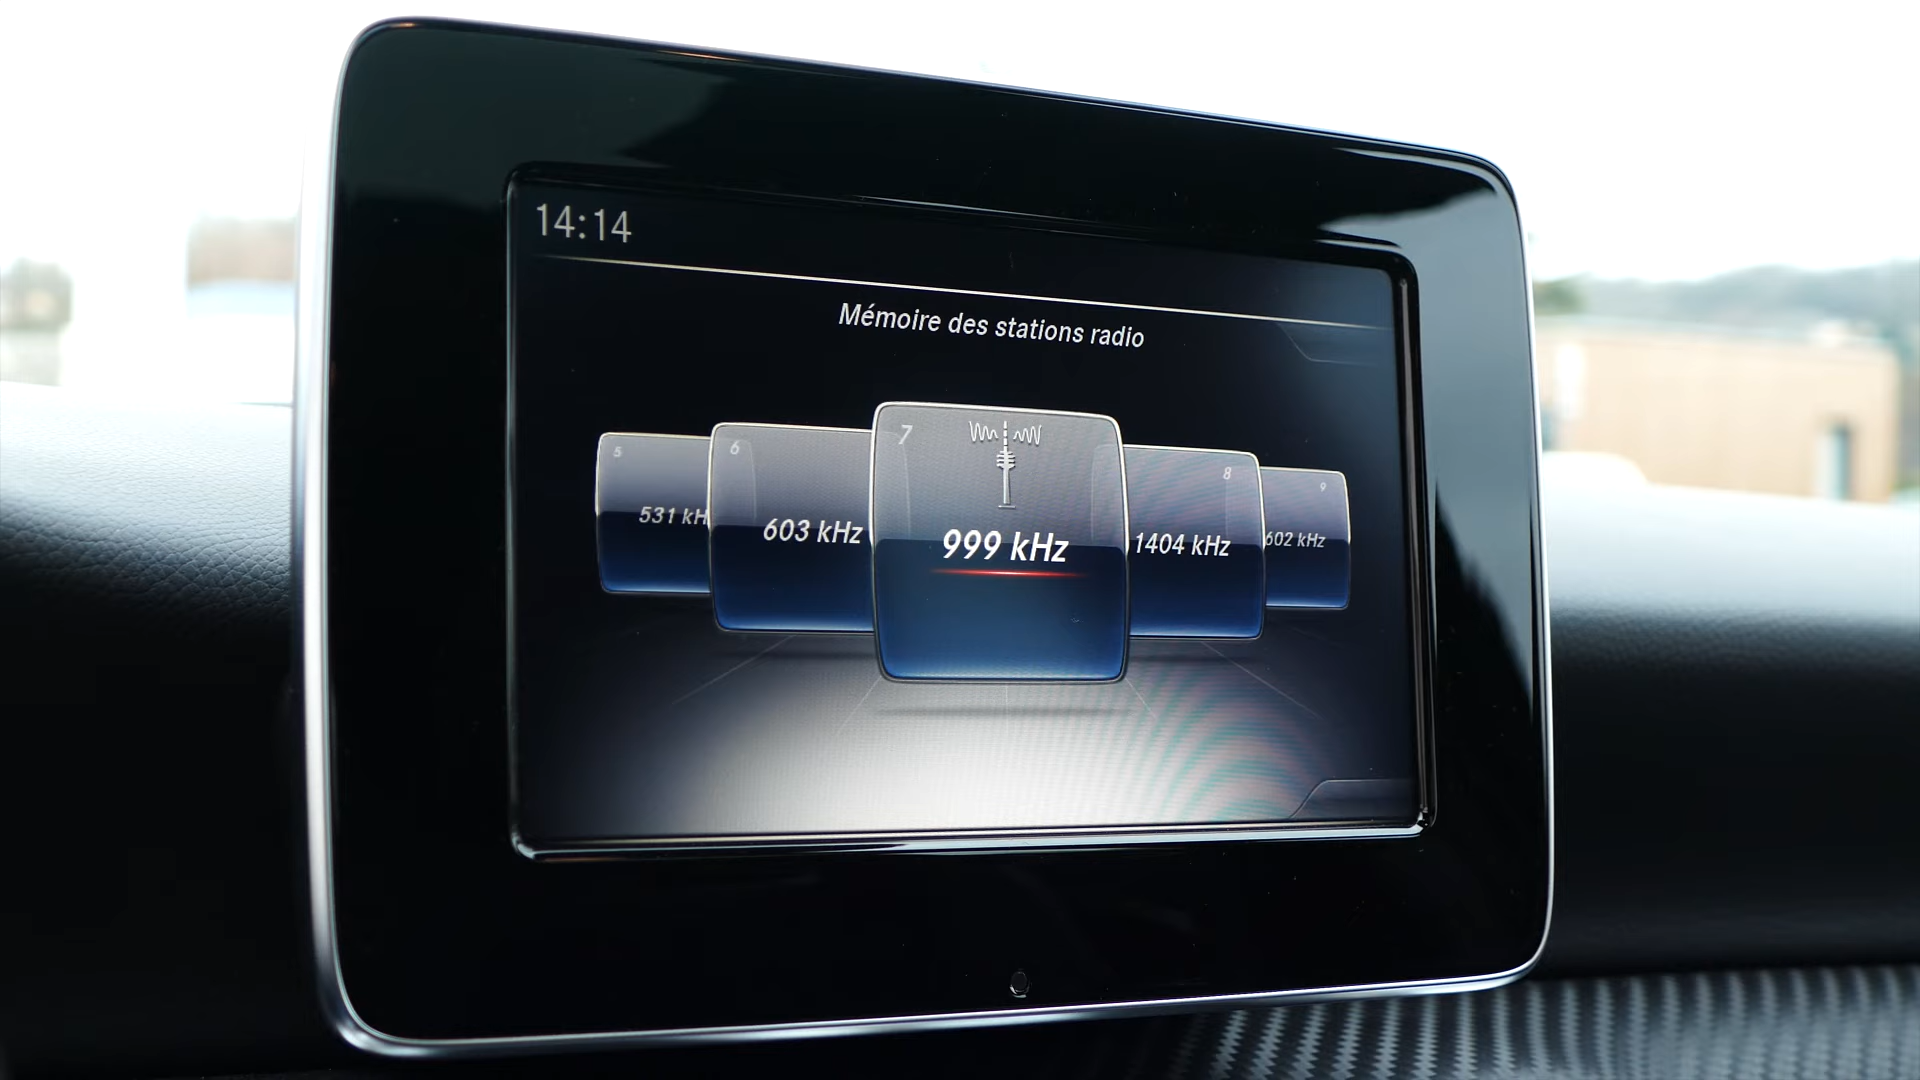 14:14
Mémoire des stations radio
5
531 kH
6
603 kHz
7
999 kHz
8
1404 kHz
9
602 kHz